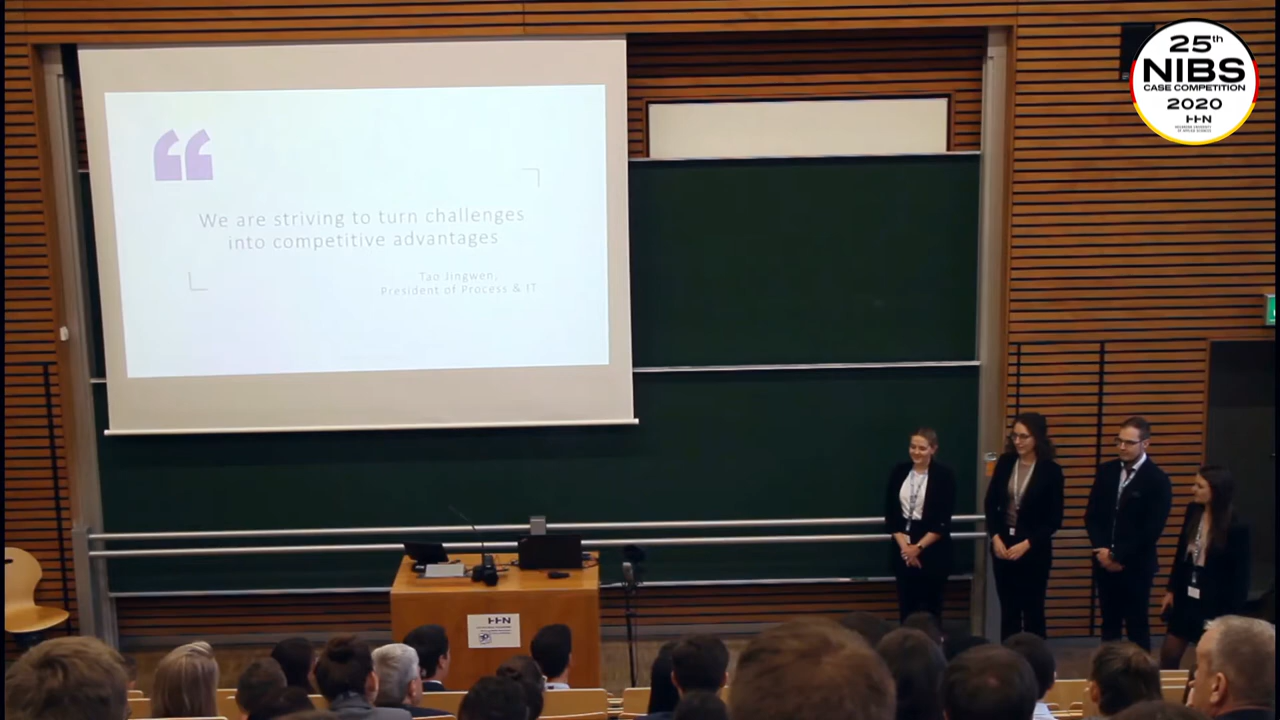 We are striving to turn challenges
into competitive advantages
Tao Jingwen,
President of Process & IT
25th
NIBS
CASE COMPETITION
2020
HHN
HHN